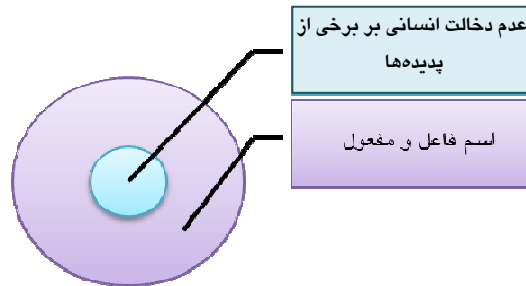 عدم دخالت انسانی بر برخی از
پدیده‌ها
اسم فاعل و مفعول